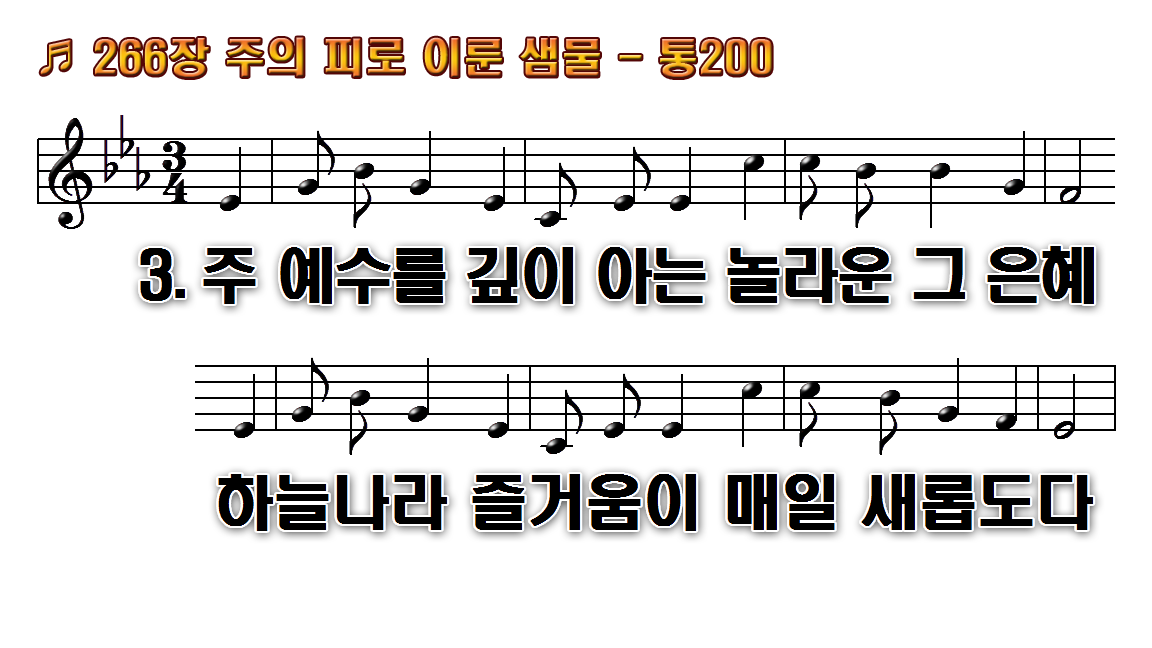 266장 주의 피로 이룬 샘물 - 통200
3. 주 예수를 깊이 아는 놀라운 그 은혜
하늘나라 즐거움이 매일 새롭도다